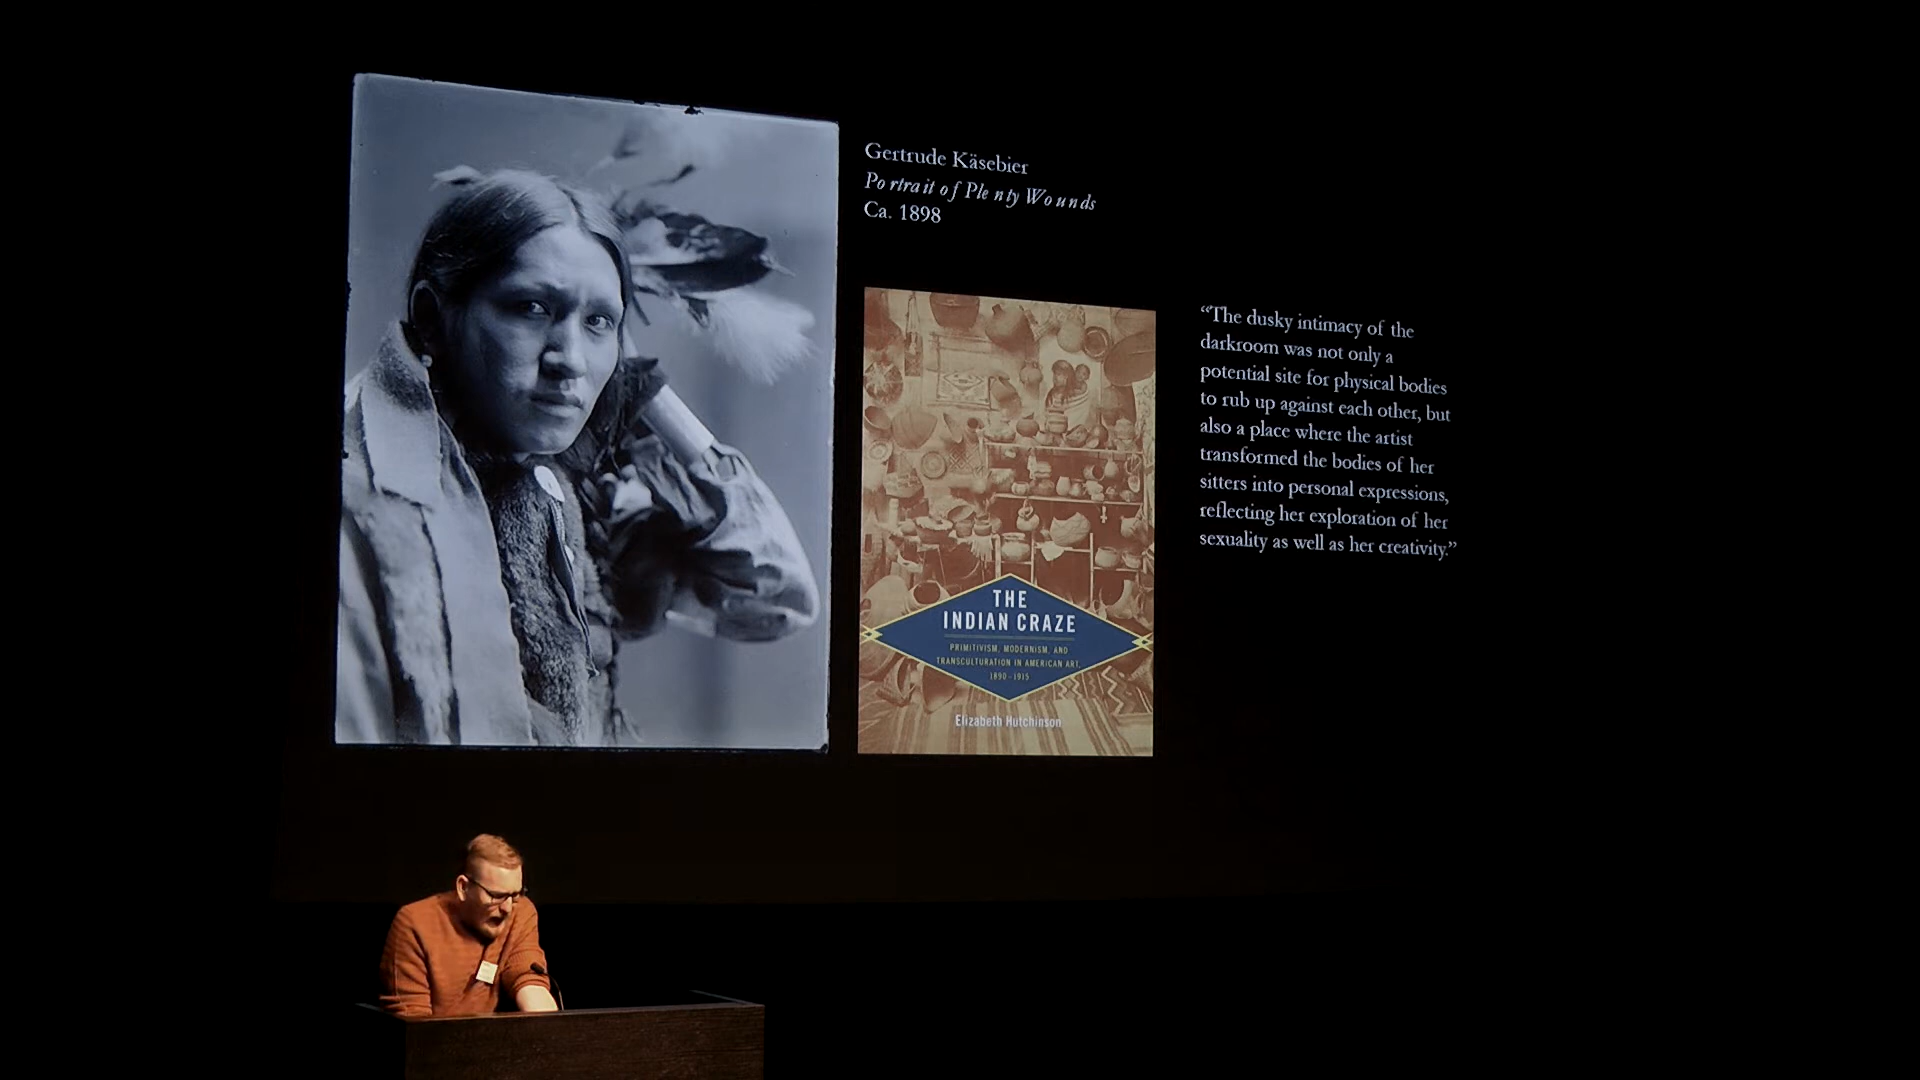 Gertrude Käsebier
Portrait of Plenty Wounds
Ca. 1898
“The dusky intimacy of the
darkroom was not only a
potential site for physical bodies
to rub up against each other, but
also a place where the artist
transformed the bodies of her
sitters into personal expressions,
reflecting her exploration of her
sexuality as well as her creativity.”
THE
INDIAN CRAZE
PRIMITIVISM, MODERNISM, AND
TRANSCULTURATION IN AMERICAN ART,
1890–1915
Elizabeth Hutchinson